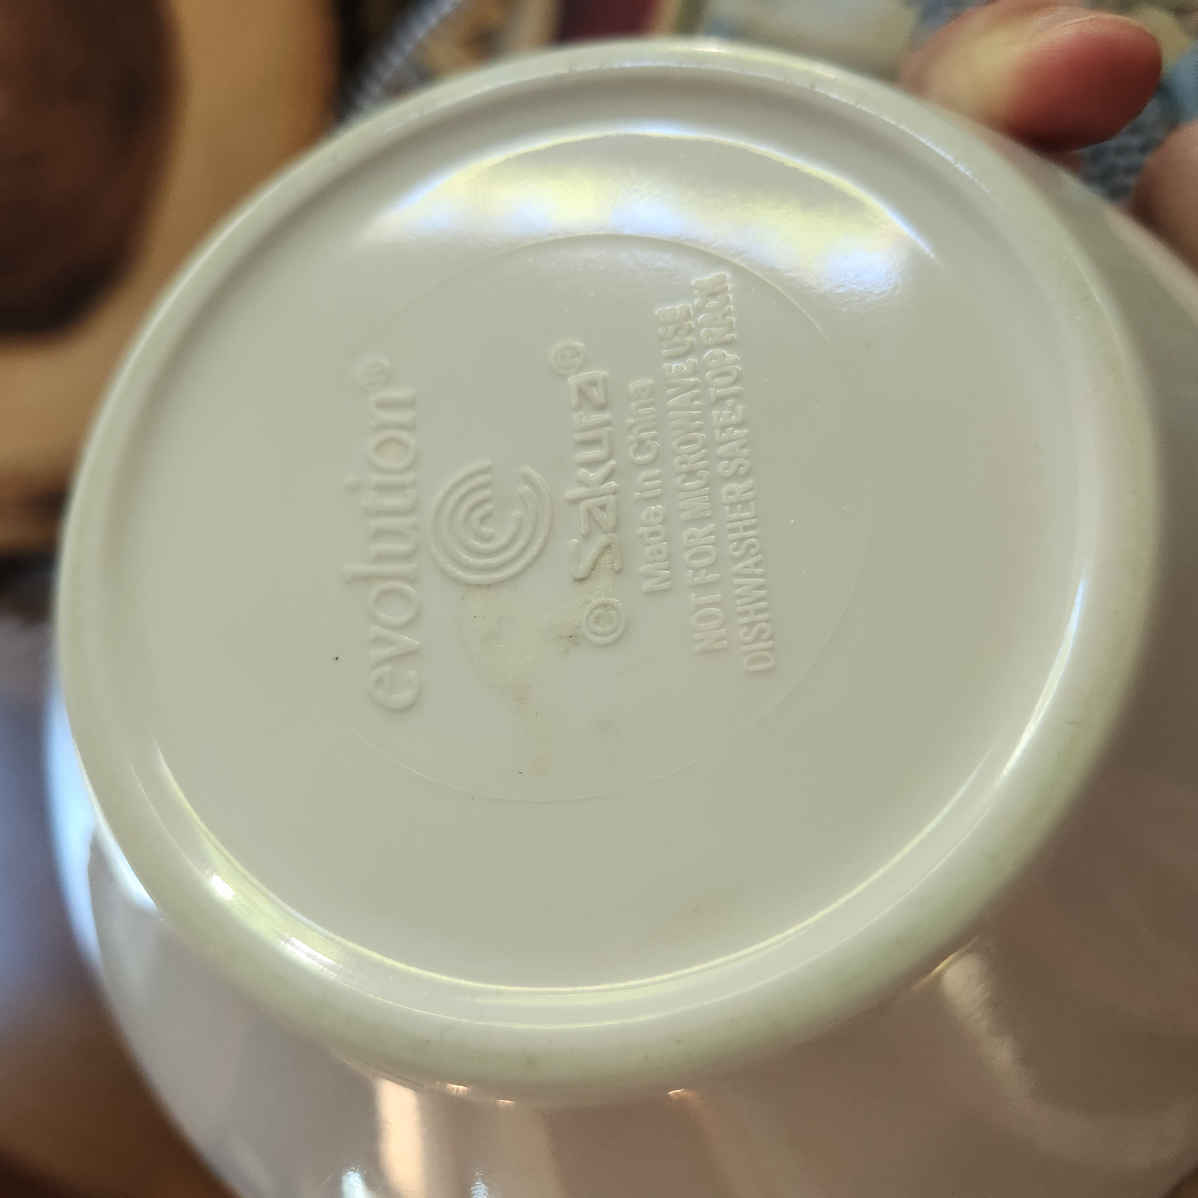 evolution®
© Sakura®
Made in China
NOT FOR MICROWAVE USE
DISHWASHER SAFE-TOP RACK